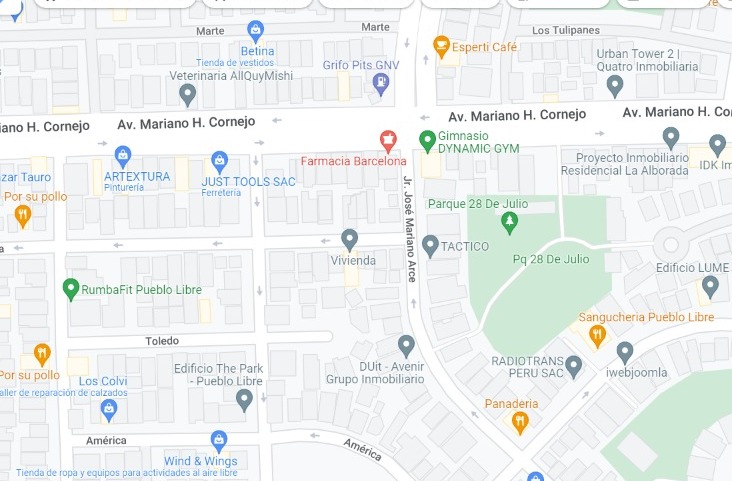 Marte
Marte
Los Tulipanes
Betina
Tienda de vestidos
Esperti Café
Grifo Pits GNV
Urban Tower 2 |
Quatro Inmobiliaria
Veterinaria AllQuyMishi
iano H. Cornejo
Av. Mariano H. Cornejo
Av. Mariano H. Cornejo
Av. Mariano H. Co
Farmacia Barcelona
Gimnasio
DYNAMIC GYM
Proyecto Inmobiliario
Residencial La Alborada
IDK Im
zar Tauro
ARTEXTURA
Pinturería
JUST TOOLS SAC
Ferretería
Por su pollo
Jr. José Mariano Arce
Parque 28 De Julio
a
Vivienda
TACTICO
Pq 28 De Julio
Edificio LUME
RumbaFit Pueblo Libre
Sangucheria Pueblo Libre
Toledo
Por su pollo
Edificio The Park
- Pueblo Libre
DUit - Avenir
Grupo Inmobiliario
RADIOTRANS
PERU SAC
iwebjoomla
Los Colvi
aller de reparación de calzados
Panaderia
América
América
Wind & Wings
Tienda de ropa y equipos para actividades al aire libre